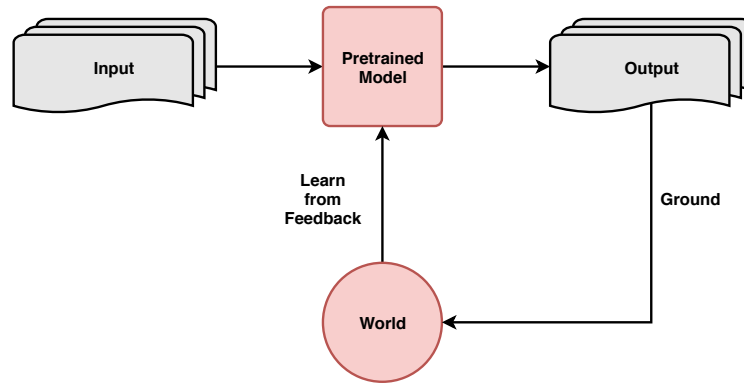 Input
Pretrained
Model
Output
Learn
from
Feedback
Ground
World